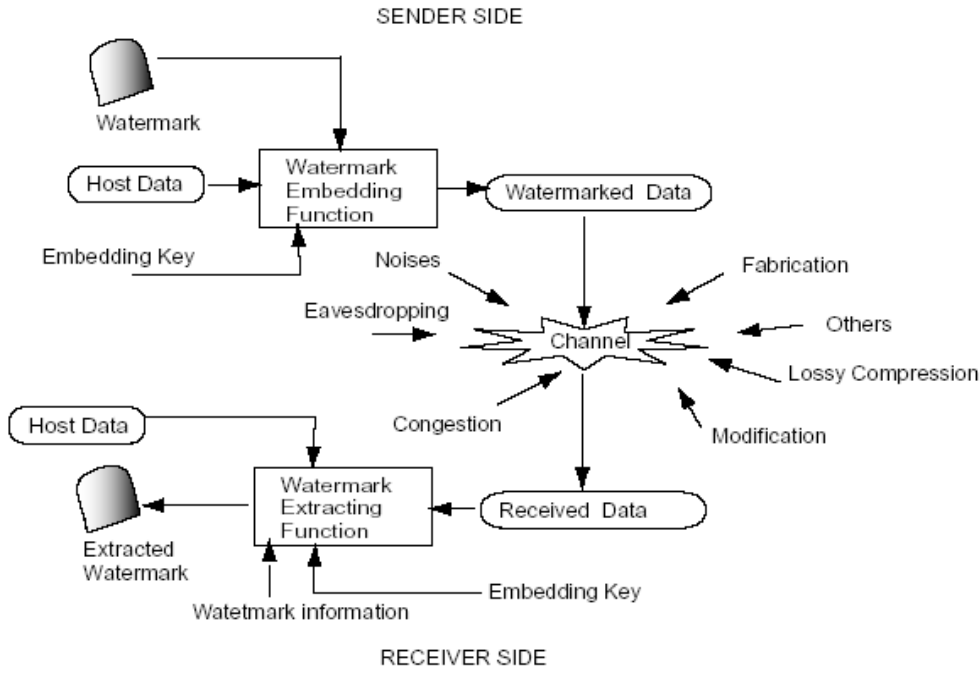 SENDER SIDE
Watermark
Host Data
Watermark
Embedding
Function
Watermarked Data
Embedding Key
Noises
Fabrication
Eavesdropping
Others
Channel
Lossy Compression
Congestion
Modification
Host Data
Watermark
Extracting
Function
Received Data
Extracted
Watermark
Embedding Key
Watetmark information
RECEIVER SIDE